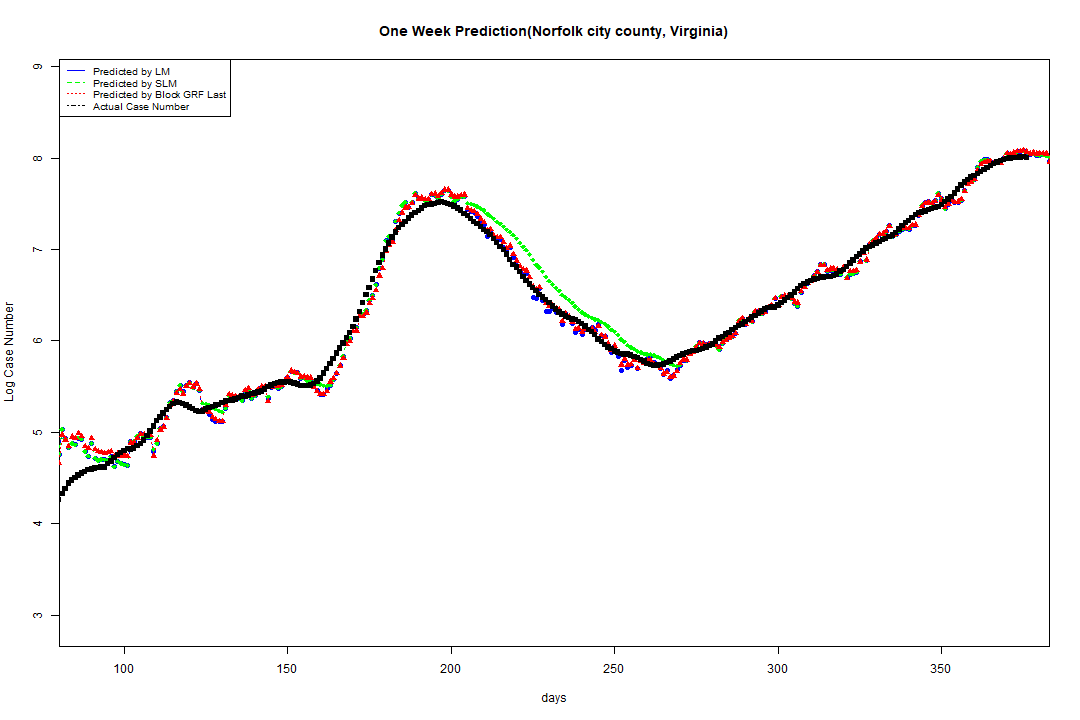 One Week Prediction(Norfolk city county, Virginia)
Predicted by LM
Predicted by SLM
Predicted by Block GRF Last
Actual Case Number
9
8
7
6
5
4
3
Log Case Number
100 150 200 250 300 350
days